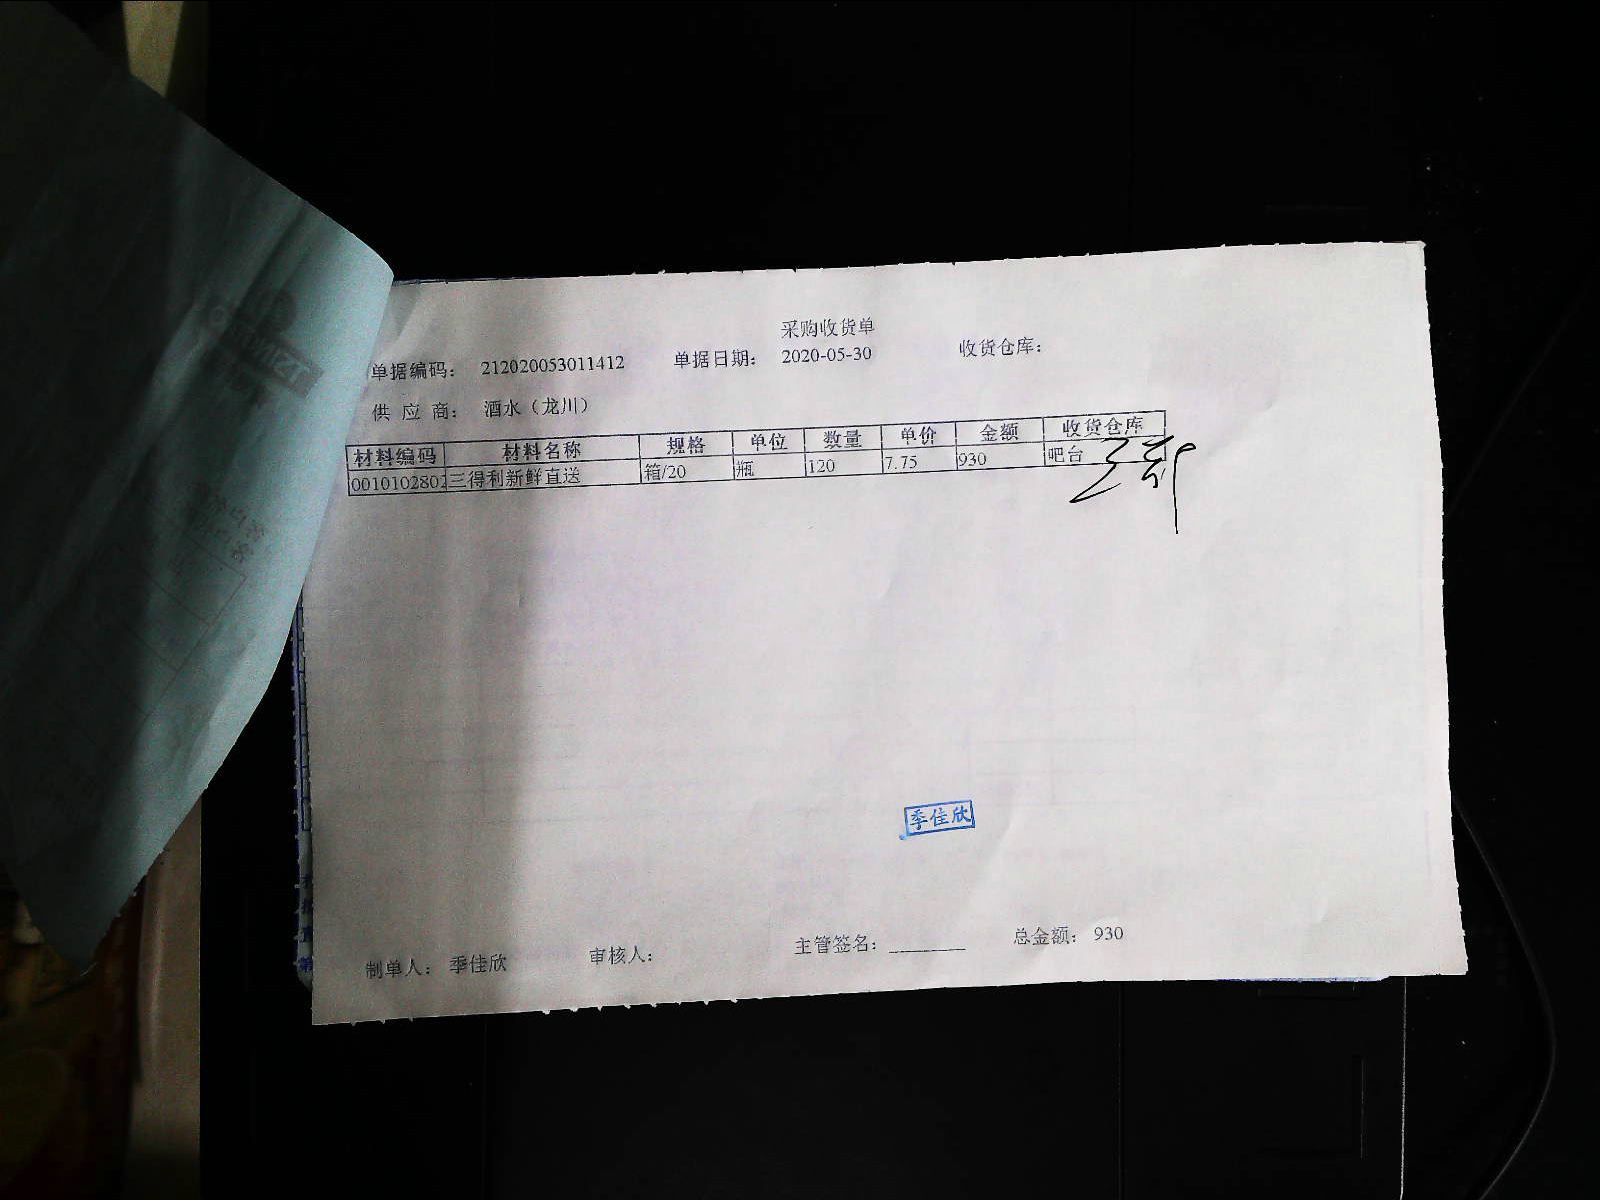 采购收货单
单据编码： 212020053011412 单据日期： 2020-05-30 收货仓库：
供 应 商： 酒水（龙川）
材料编码 材料名称 规格 单位 数量 单价 金额 收货仓库
0010102802 三得利新鲜直送 箱/20 瓶 120 7.75 930 吧台
季佳欣
制单人： 季佳欣 审核人： 主管签名： ________ 总金额： 930